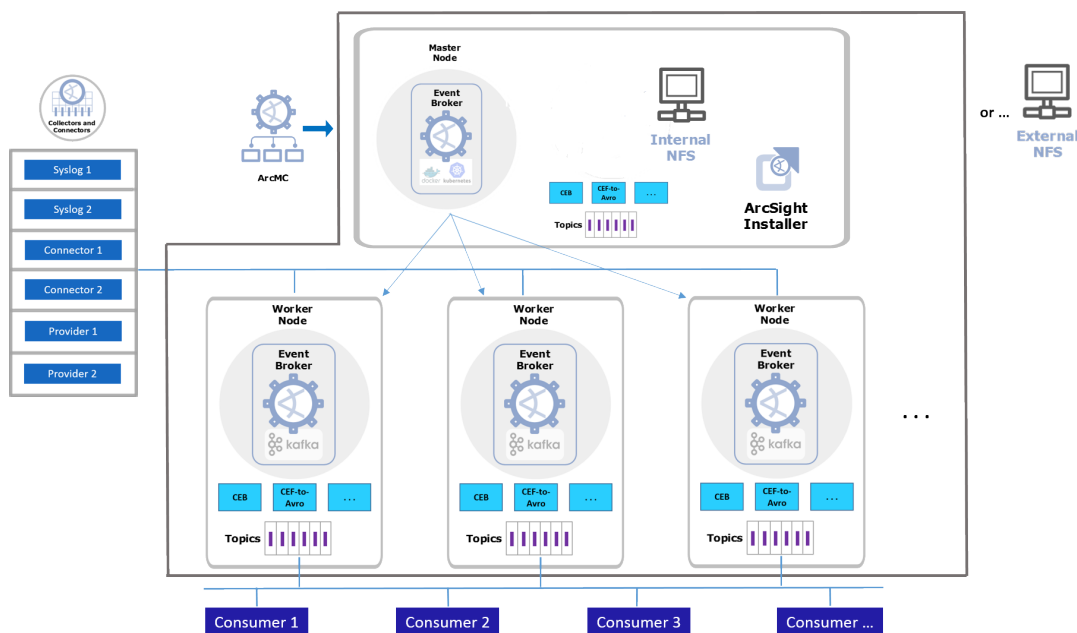 Collectors and
Connectors
Syslog 1
Syslog 2
Connector 1
Connector 2
Provider 1
Provider 2
ArcMC
Master
Node
Event
Broker
docker kubernetes
Internal
NFS
CEB
CEF-to-
Avro
...
Topics
ArcSight
Installer
or ...
External
NFS
Worker
Node
Event
Broker
kafka
CEB
CEF-to-
Avro
...
Topics
Worker
Node
Event
Broker
kafka
CEB
CEF-to-
Avro
...
Topics
Worker
Node
Event
Broker
kafka
CEB
CEF-to-
Avro
...
Topics
...
Consumer 1
Consumer 2
Consumer 3
Consumer ...